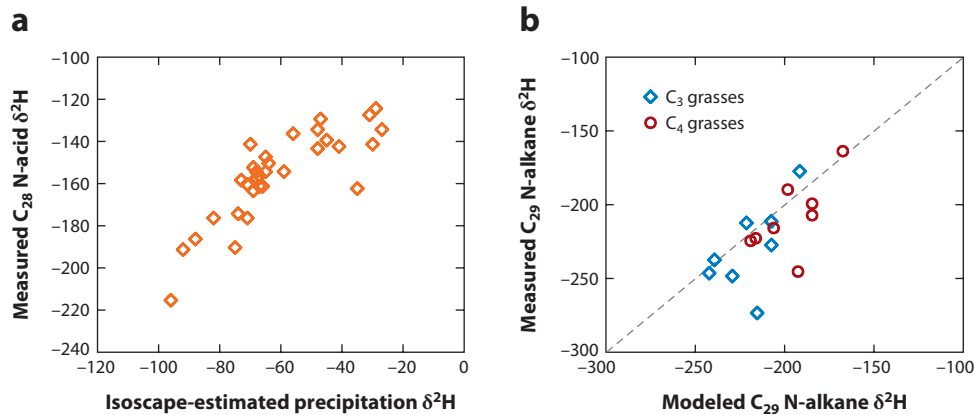 a
Measured C₂₈ N-acid δ²H
–100
–120
–140
–160
–180
–200
–220
–240
–120 –100 –80 –60 –40 –20 0
Isoscape-estimated precipitation δ²H
b
Measured C₂₉ N-alkane δ²H
–100
–150
–200
–250
–300
C₃ grasses
C₄ grasses
–300 –250 –200 –150 –100
Modeled C₂₉ N-alkane δ²H